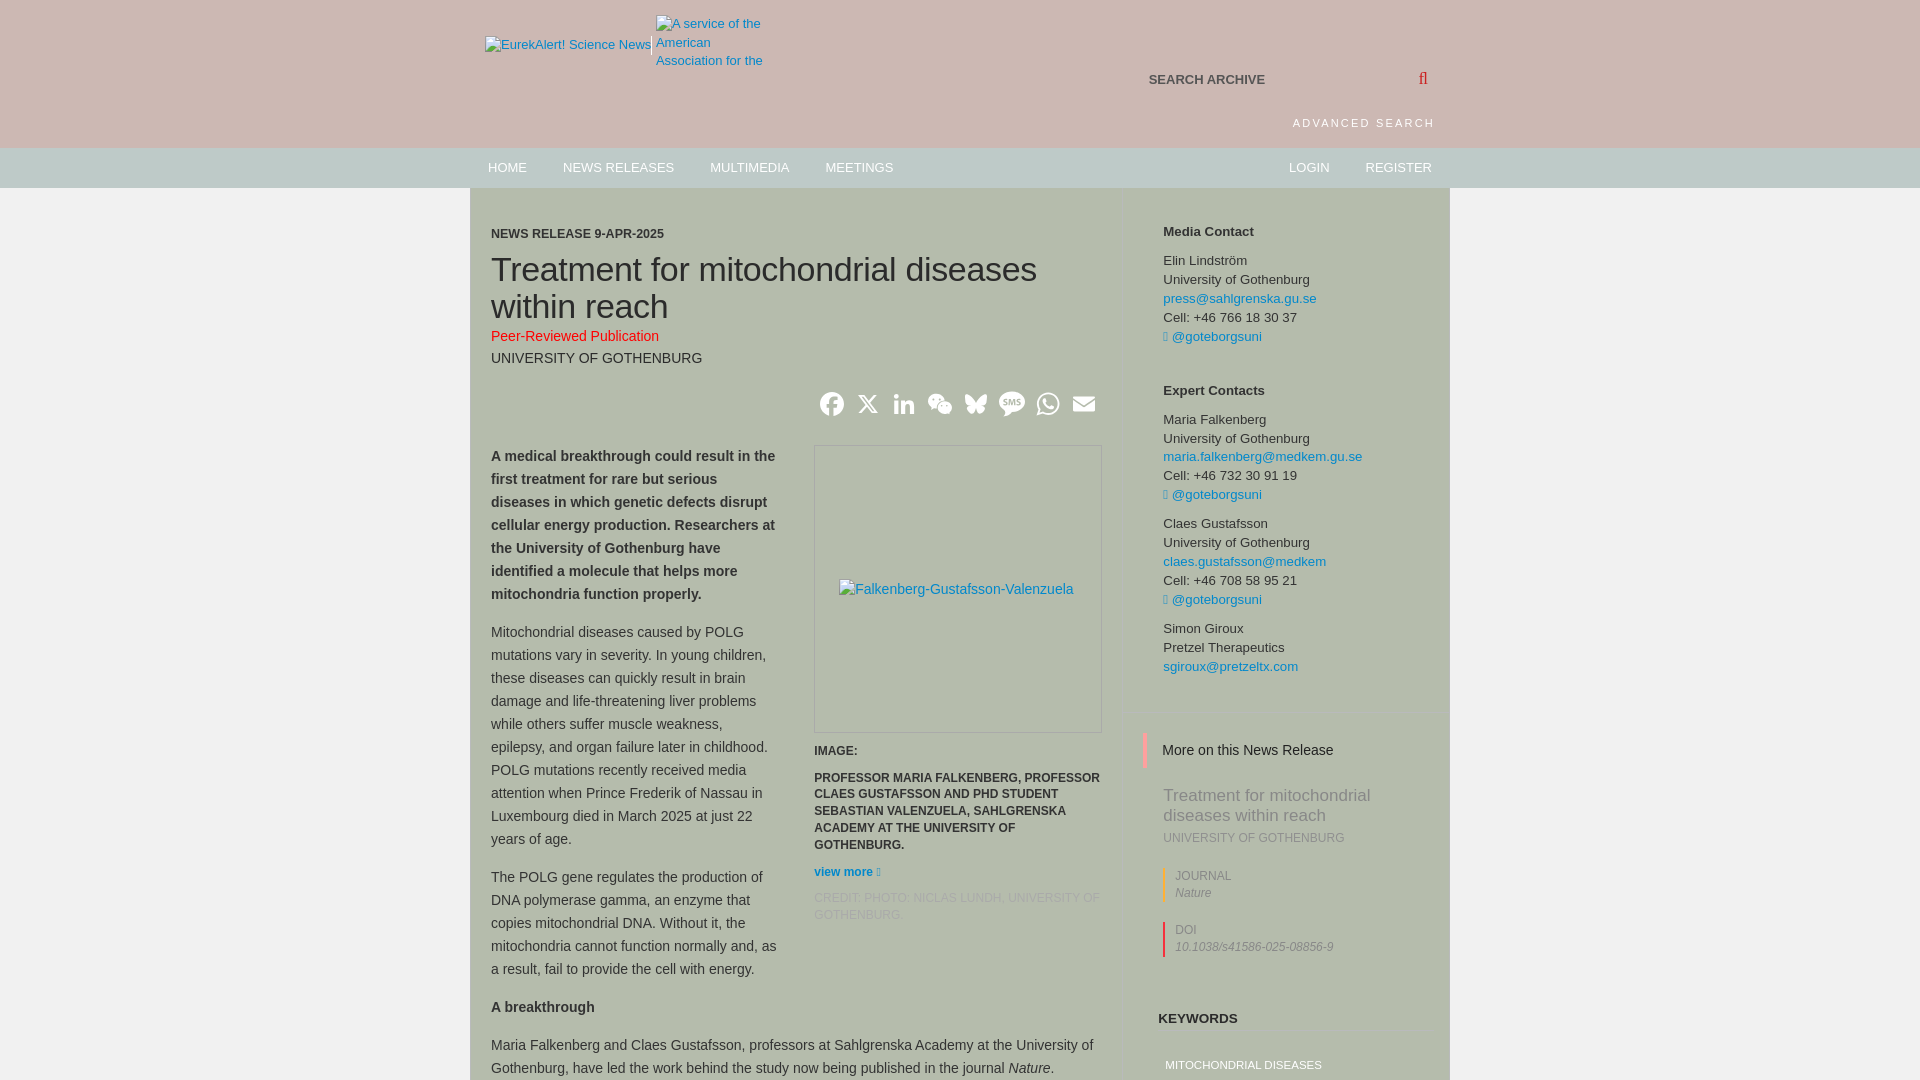 EurekAlert! Science News
A service of the
American
Association for the
SEARCH ARCHIVE
ADVANCED SEARCH
HOME
NEWS RELEASES
MULTIMEDIA
MEETINGS
LOGIN
REGISTER
NEWS RELEASE 9-APR-2025
Treatment for mitochondrial diseases
within reach
Peer-Reviewed Publication
UNIVERSITY OF GOTHENBURG
SMS
A medical breakthrough could result in the
first treatment for rare but serious
diseases in which genetic defects disrupt
cellular energy production. Researchers at
the University of Gothenburg have
identified a molecule that helps more
mitochondria function properly.
Mitochondrial diseases caused by POLG
mutations vary in severity. In young children,
these diseases can quickly result in brain
damage and life-threatening liver problems
while others suffer muscle weakness,
epilepsy, and organ failure later in childhood.
POLG mutations recently received media
attention when Prince Frederik of Nassau in
Luxembourg died in March 2025 at just 22
years of age.
The POLG gene regulates the production of
DNA polymerase gamma, an enzyme that
copies mitochondrial DNA. Without it, the
mitochondria cannot function normally and, as
a result, fail to provide the cell with energy.
A breakthrough
Maria Falkenberg and Claes Gustafsson, professors at Sahlgrenska Academy at the University of
Gothenburg, have led the work behind the study now being published in the journal Nature.
Falkenberg-Gustafsson-Valenzuela
IMAGE:
PROFESSOR MARIA FALKENBERG, PROFESSOR
CLAES GUSTAFSSON AND PHD STUDENT
SEBASTIAN VALENZUELA, SAHLGRENSKA
ACADEMY AT THE UNIVERSITY OF
GOTHENBURG.
view more
CREDIT: PHOTO: NICLAS LUNDH, UNIVERSITY OF
GOTHENBURG.
Media Contact
Elin Lindström
University of Gothenburg
press@sahlgrenska.gu.se
Cell: +46 766 18 30 37
@goteborgsuni
Expert Contacts
Maria Falkenberg
University of Gothenburg
maria.falkenberg@medkem.gu.se
Cell: +46 732 30 91 19
@goteborgsuni
Claes Gustafsson
University of Gothenburg
claes.gustafsson@medkem
Cell: +46 708 58 95 21
@goteborgsuni
Simon Giroux
Pretzel Therapeutics
sgiroux@pretzeltx.com
More on this News Release
Treatment for mitochondrial
diseases within reach
UNIVERSITY OF GOTHENBURG
JOURNAL
Nature
DOI
10.1038/s41586-025-08856-9
KEYWORDS
MITOCHONDRIAL DISEASES